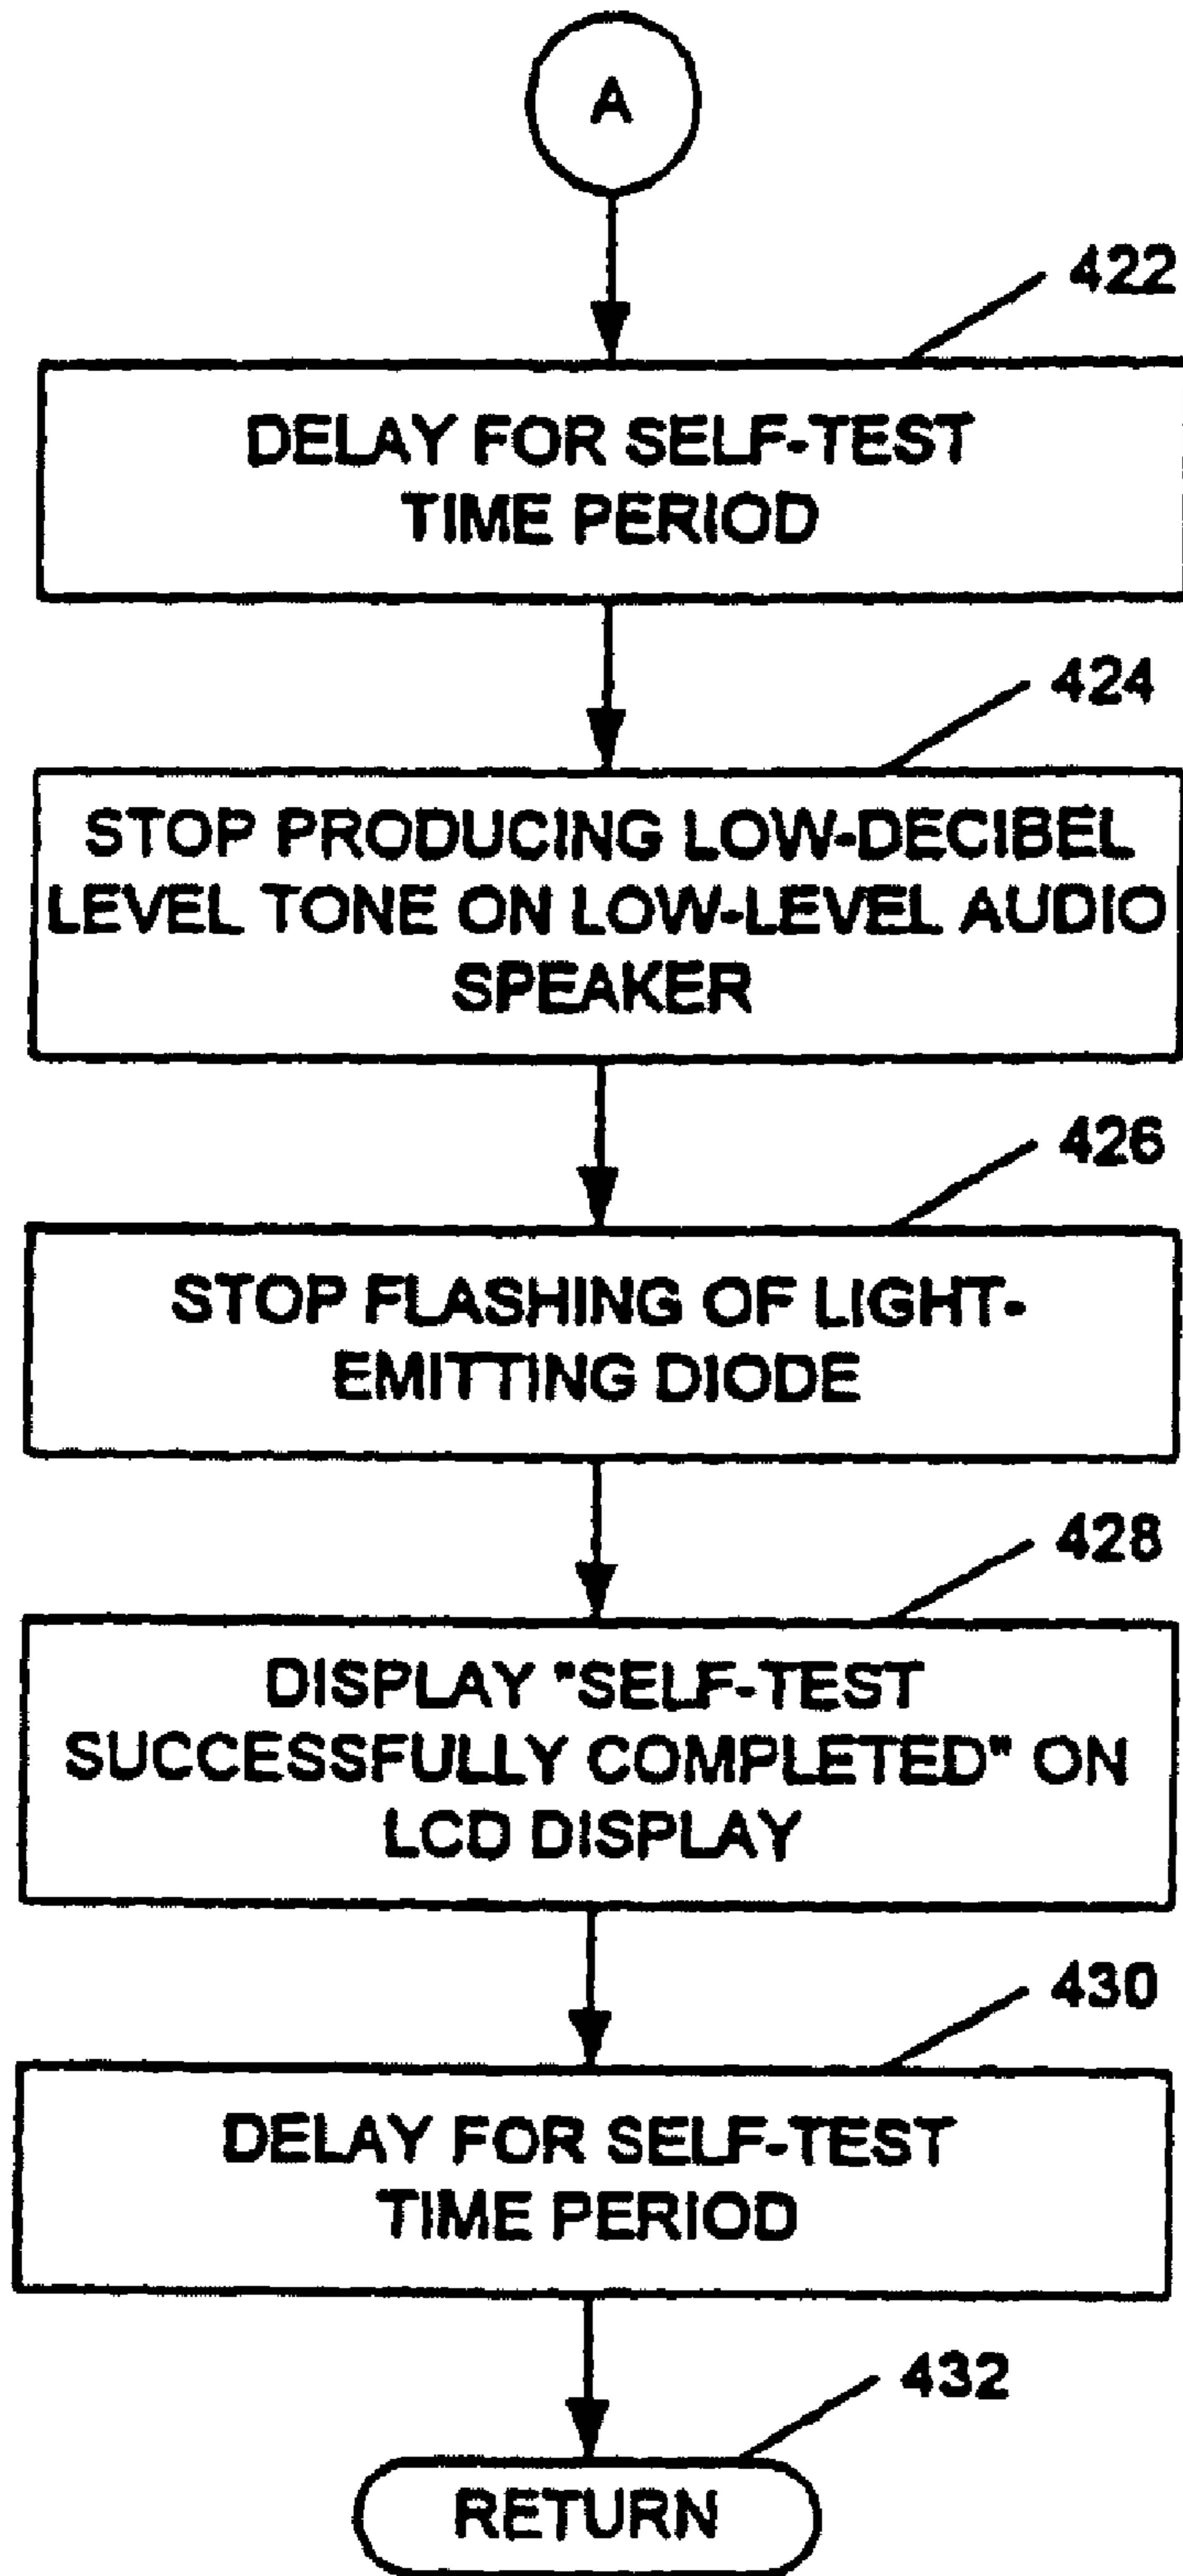 A
422
DELAY FOR SELF-TEST
TIME PERIOD
424
STOP PRODUCING LOW-DECIBEL
LEVEL TONE ON LOW-LEVEL AUDIO
SPEAKER
426
STOP FLASHING OF LIGHT-
EMITTING DIODE
428
DISPLAY "SELF-TEST
SUCCESSFULLY COMPLETED" ON
LCD DISPLAY
430
DELAY FOR SELF-TEST
TIME PERIOD
432
RETURN